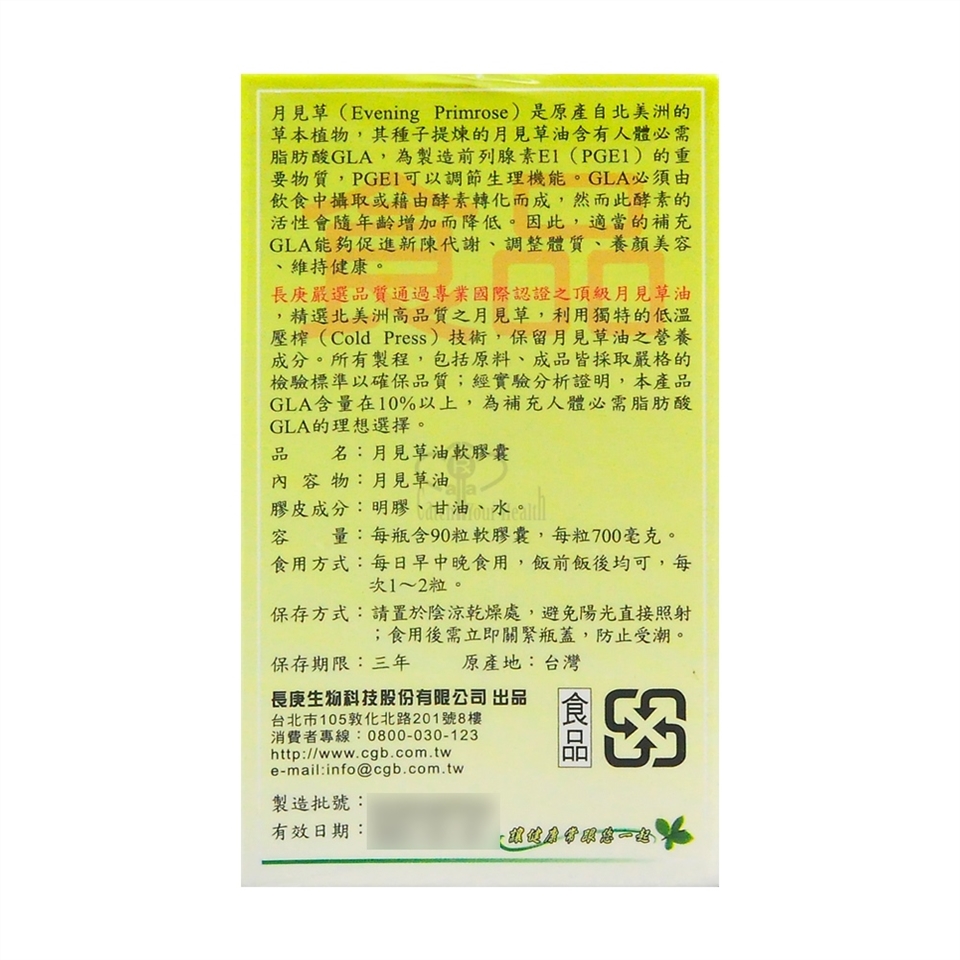 月見草（Evening Primrose）是原產自北美洲的
草本植物，其種子提煉的月見草油含有人體必需
脂肪酸GLA，為製造前列腺素E1（PGE1）的重
要物質，PGE1可以調節生理機能。GLA必須由
飲食中攝取或藉由酵素轉化而成，然而此酵素的
活性會隨年齡增加而降低。因此，適當的補充
GLA能夠促進新陳代謝、調整體質、養顏美容
、維持健康。
食品
長庚嚴選品質通過專業國際認證之頂級月見草油
，精選北美洲高品質之月見草，利用獨特的低溫
壓榨（Cold Press）技術，保留月見草油之營養
成分。所有製程，包括原料、成品皆採取嚴格的
檢驗標準以確保品質；經實驗分析證明，本產品
GLA含量在10%以上，為補充人體必需脂肪酸
GLA的理想選擇。
品　　名：月見草油軟膠囊
內 容 物：月見草油
膠皮成分：明膠、甘油、水。
容　　量：每瓶含90粒軟膠囊，每粒700毫克。
食用方式：每日早中晚食用，飯前飯後均可，每
次1～2粒。
保存方式：請置於陰涼乾燥處，避免陽光直接照射
；食用後需立即關緊瓶蓋，防止受潮。
保存期限：三年　　原產地：台灣
長庚生物科技股份有限公司 出品
台北市105敦化北路201號8樓
消費者專線：0800-030-123
http://www.cgb.com.tw
e-mail:info@cgb.com.tw
食品
製造批號：
有效日期：
讓健康常跟您一起